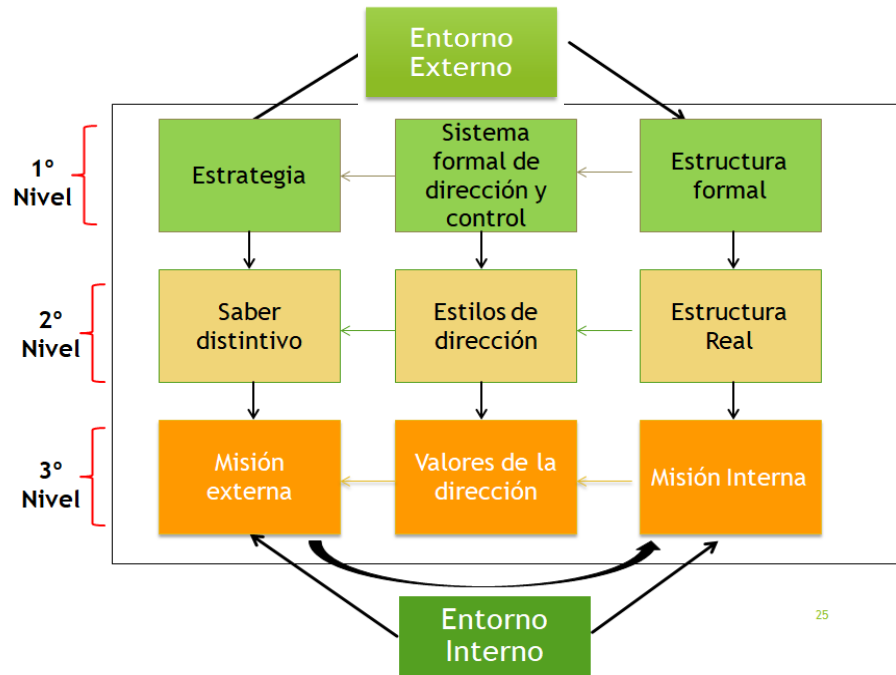 Entorno
Externo
1°
Nivel
Estrategia
Sistema
formal de
dirección y
control
Estructura
formal
2°
Nivel
Saber
distintivo
Estilos de
dirección
Estructura
Real
3°
Nivel
Misión
externa
Valores de la
dirección
Misión Interna
Entorno
Interno
25